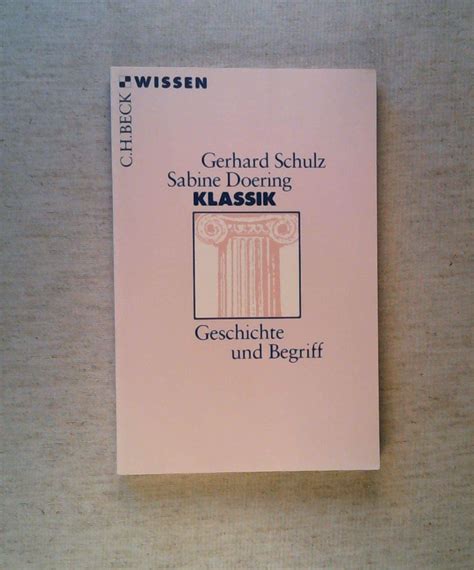 C.H.BECK
WISSEN
Gerhard Schulz
Sabine Doering
KLASSIK
Geschichte
und Begriff